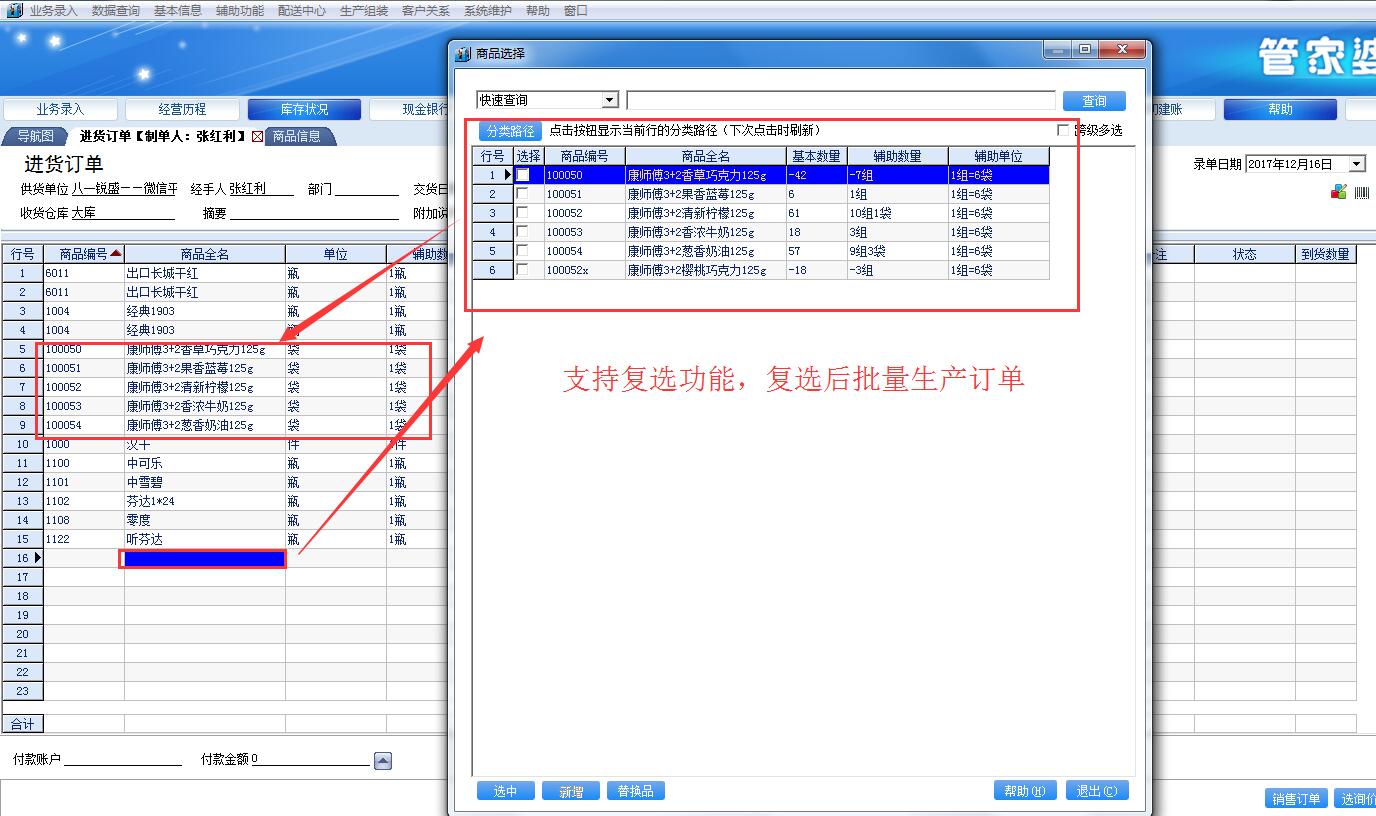 业务录入 数据查询 基本信息 辅助功能 配送中心 生产组装 客户关系 系统维护 帮助 窗口
管家婆
业务录入 经营历程 库存状况 现金银行 初建账 帮助
导航图 进货订单【制单人：张红利】 商品信息
进货订单
录单日期 2017年12月16日
供货单位 八一锐盛——微信平 经手人 张红利 部门 交货日
收货仓库 大库 摘要 附加说
行号 商品编号 商品全名 单位 辅助数 注 状态 到货数量
1 6011 出口长城干红 瓶 1瓶
2 6011 出口长城干红 瓶 1瓶
3 1004 经典1903 瓶 1瓶
4 1004 经典1903 瓶 1瓶
5 100050 康师傅3+2香草巧克力125g 袋 1袋
6 100051 康师傅3+2果香蓝莓125g 袋 1袋
7 100052 康师傅3+2清新柠檬125g 袋 1袋
8 100053 康师傅3+2香浓牛奶125g 袋 1袋
9 100054 康师傅3+2葱香奶油125g 袋 1袋
10 1000 汉干 件 1件
11 1100 中可乐 瓶 1瓶
12 1101 中雪碧 瓶 1瓶
13 1102 芬达1*24 瓶 1瓶
14 1108 零度 瓶 1瓶
15 1122 听芬达 瓶 1瓶
16
17
18
19
20
21
22
23
合计
付款账户 付款金额 0
销售订单 选询价
商品选择
快速查询 查询
分类路径 点击按钮显示当前行的分类路径（下次点击时刷新） 跨级多选
行号 选择 商品编号 商品全名 基本数量 辅助数量 辅助单位
1 100050 康师傅3+2香草巧克力125g -42 -7组 1组=6袋
2 100051 康师傅3+2果香蓝莓125g 6 1组 1组=6袋
3 100052 康师傅3+2清新柠檬125g 61 10组1袋 1组=6袋
4 100053 康师傅3+2香浓牛奶125g 18 3组 1组=6袋
5 100054 康师傅3+2葱香奶油125g 57 9组3袋 1组=6袋
6 100052x 康师傅3+2樱桃巧克力125g -18 -3组 1组=6袋
支持复选功能，复选后批量生产订单
选中 新增 替换品 帮助(H) 退出(C)